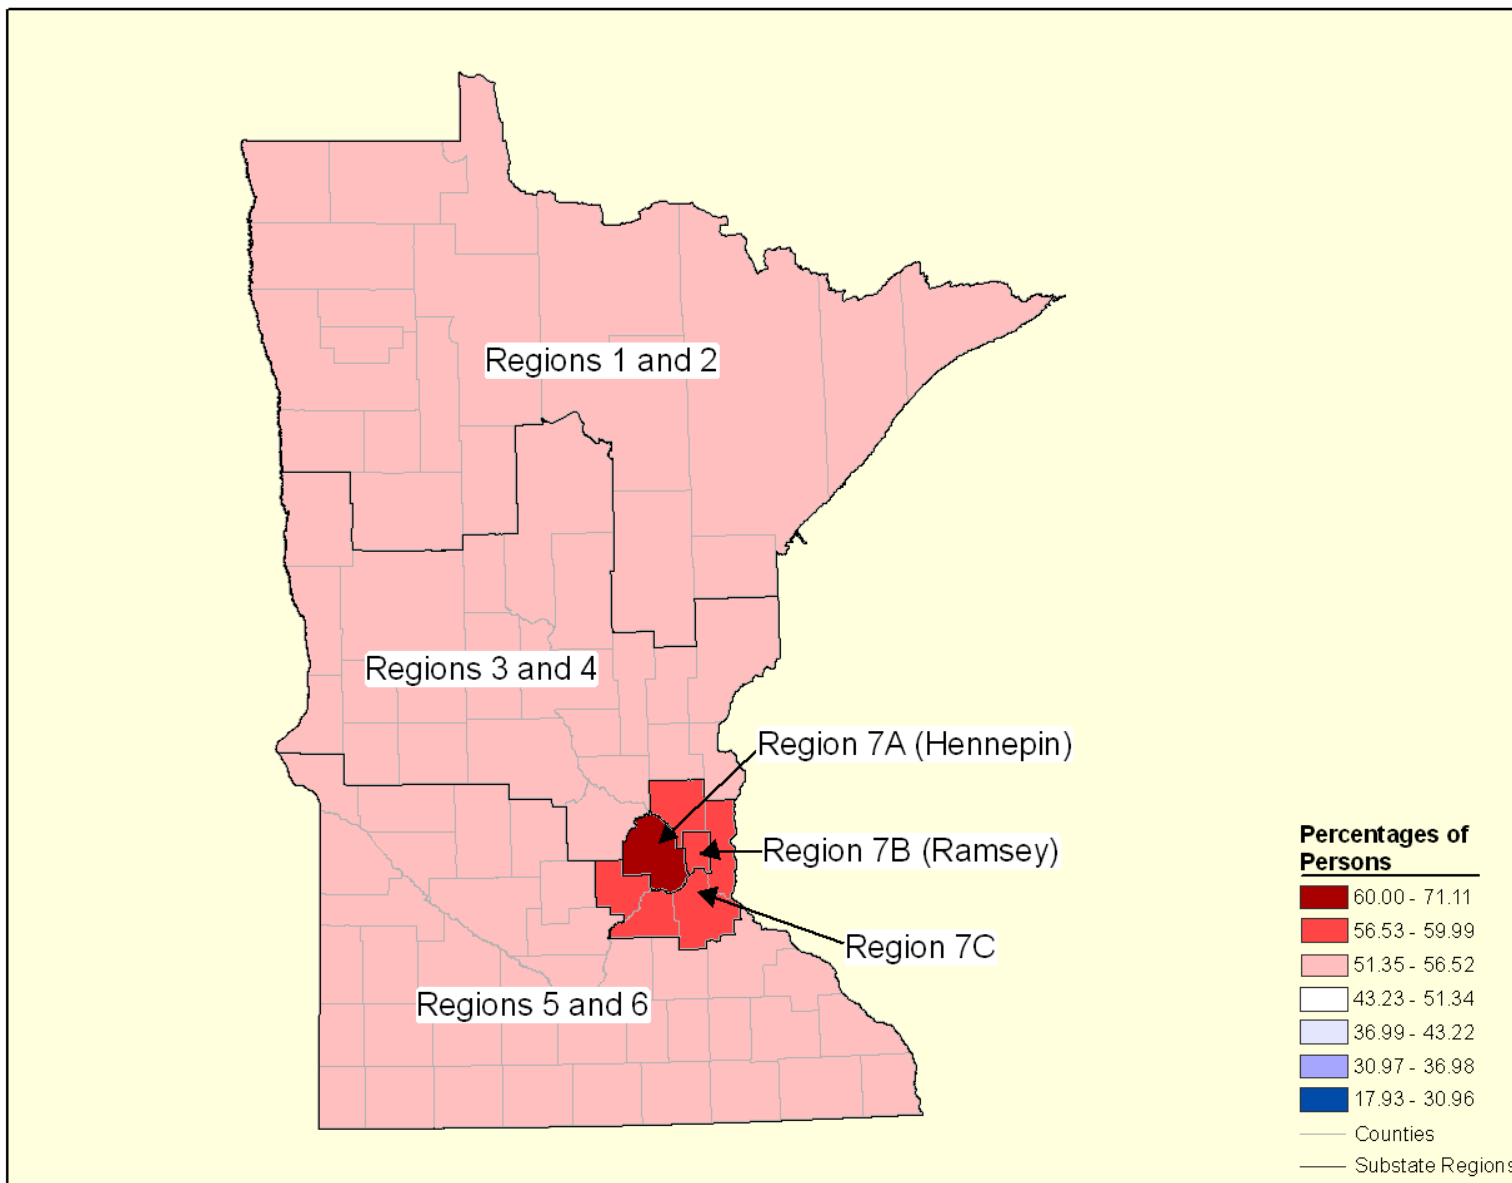 Regions 1 and 2
Regions 3 and 4
Region 7A (Hennepin)
Region 7B (Ramsey)
Region 7C
Regions 5 and 6
Percentages of
Persons
60.00 - 71.11
56.53 - 59.99
51.35 - 56.52
43.23 - 51.34
36.99 - 43.22
30.97 - 36.98
17.93 - 30.96
Counties
Substate Regions